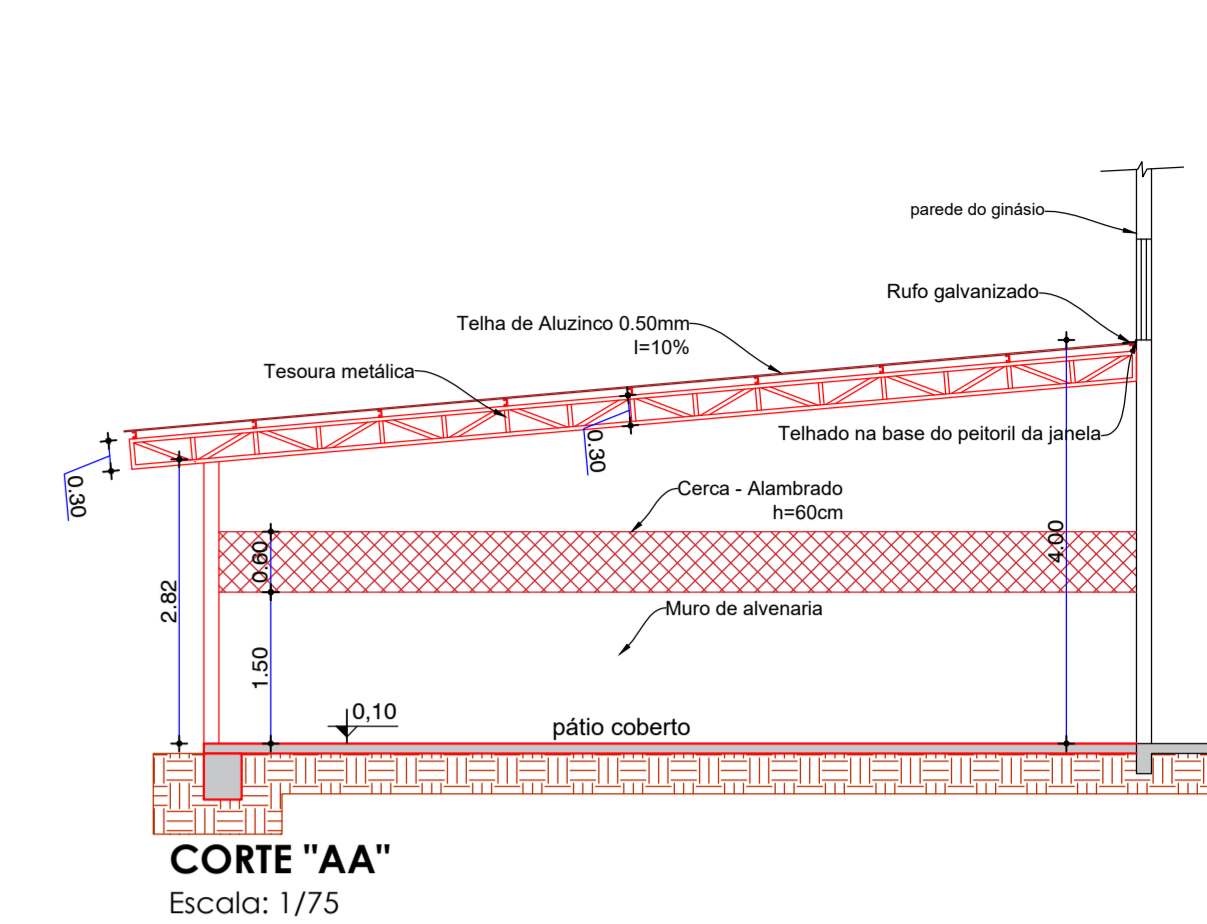 parede do ginásio
Rufo galvanizado
Telha de Aluzinco 0.50mm
I=10%
Tesoura metálica
Telhado na base do peitoril da janela
0.30
0.30
Cerca - Alambrado
h=60cm
4.00
0.60
2.82
Muro de alvenaria
1.50
0,10
pátio coberto
CORTE "AA"
Escala: 1/75